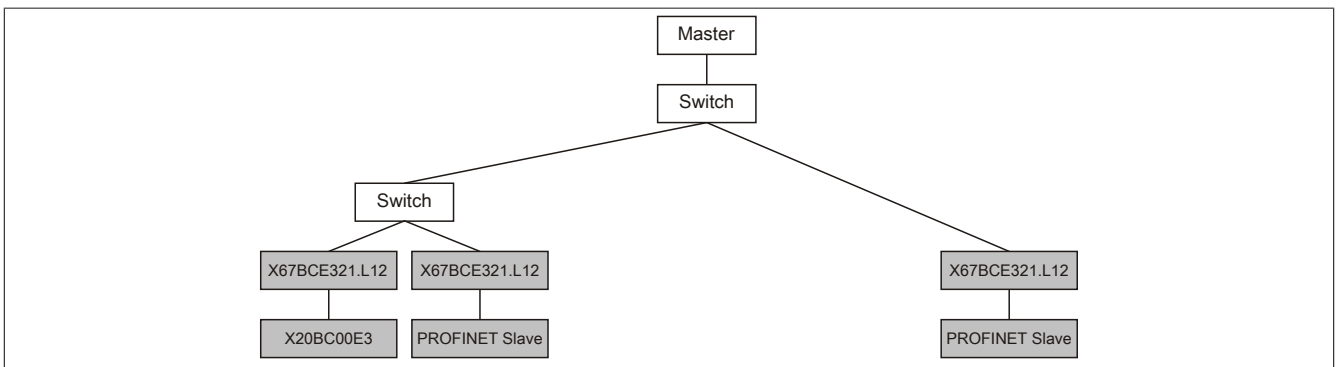 Master
Switch
Switch
X67BCE321.L12
X67BCE321.L12
X67BCE321.L12
X20BC00E3
PROFINET Slave
PROFINET Slave